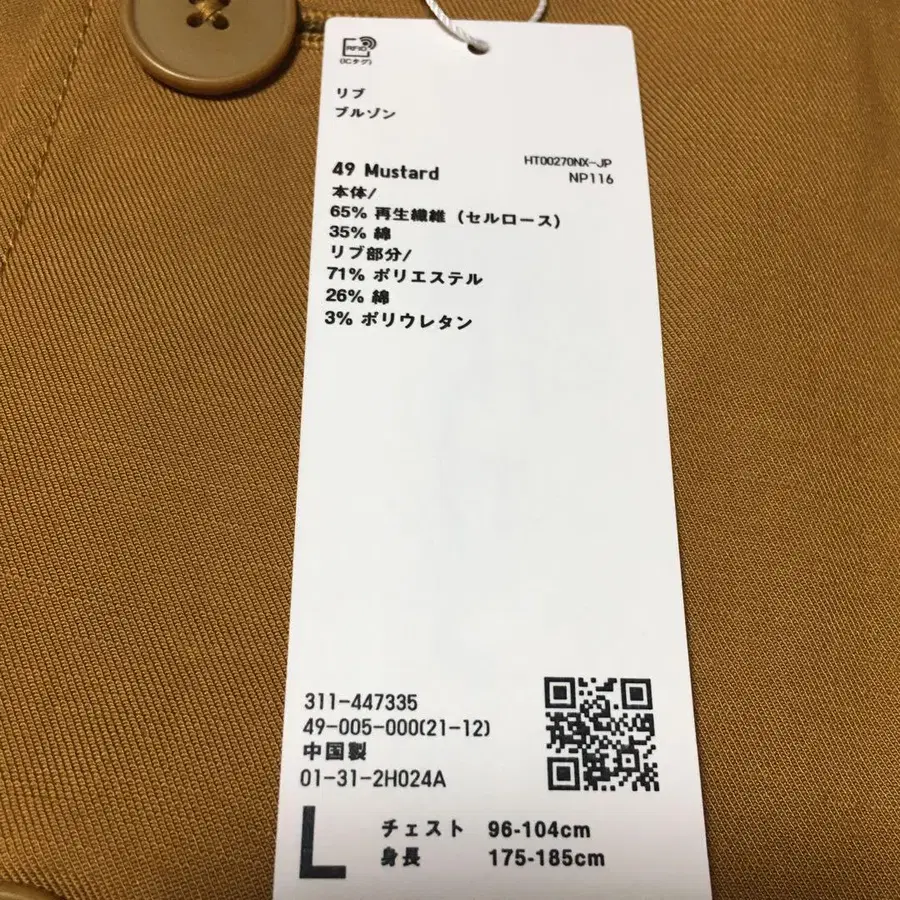 RFID
(ICタグ)
リブ
ブルゾン
HT00270NX-JP
49 Mustard NP116
本体/
65% 再生繊維 (セルロース)
35% 綿
リブ部分/
71% ポリエステル
26% 綿
3% ポリウレタン
311-447335
49-005-000(21-12)
中国製
01-31-2H024A
L
チェスト 96-104cm
身長 175-185cm